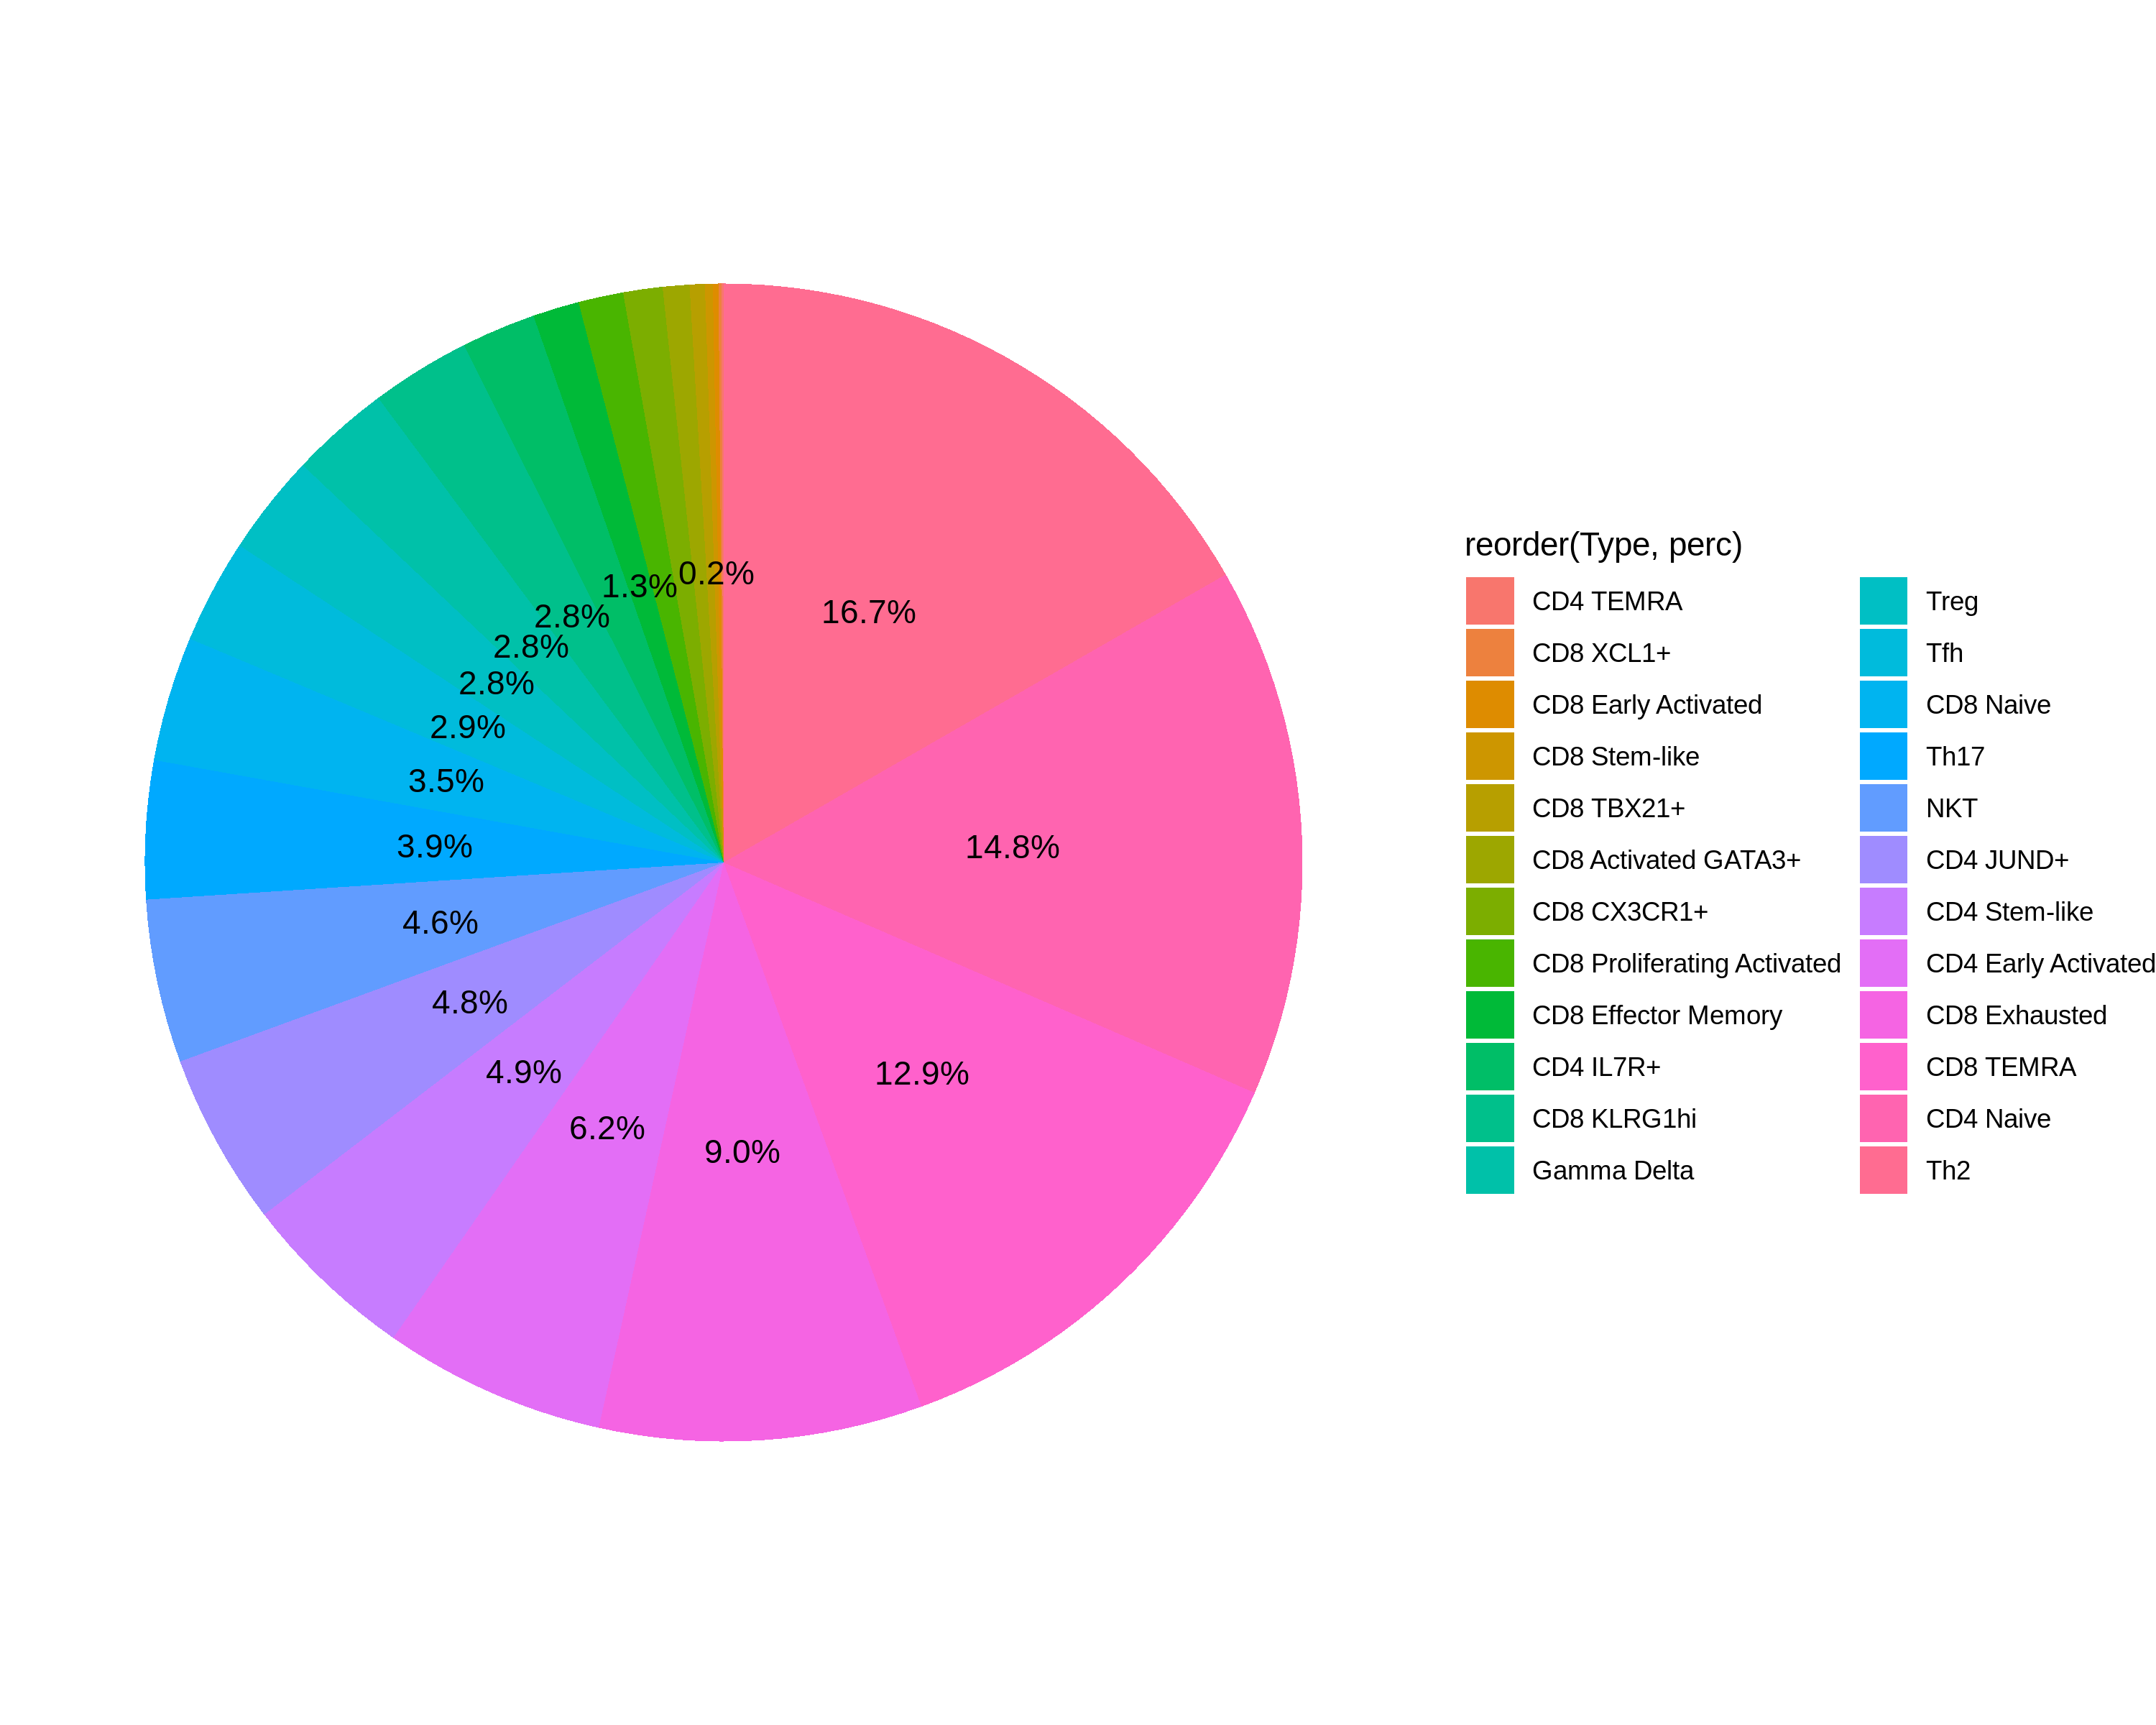 0.2%
1.3%
2.8%
2.8%
2.8%
2.9%
3.5%
3.9%
4.6%
4.8%
4.9%
6.2%
9.0%
12.9%
14.8%
16.7%
reorder(Type, perc)
CD4 TEMRA
CD8 XCL1+
CD8 Early Activated
CD8 Stem-like
CD8 TBX21+
CD8 Activated GATA3+
CD8 CX3CR1+
CD8 Proliferating Activated
CD8 Effector Memory
CD4 IL7R+
CD8 KLRG1hi
Gamma Delta
Treg
Tfh
CD8 Naive
Th17
NKT
CD4 JUND+
CD4 Stem-like
CD4 Early Activated
CD8 Exhausted
CD8 TEMRA
CD4 Naive
Th2